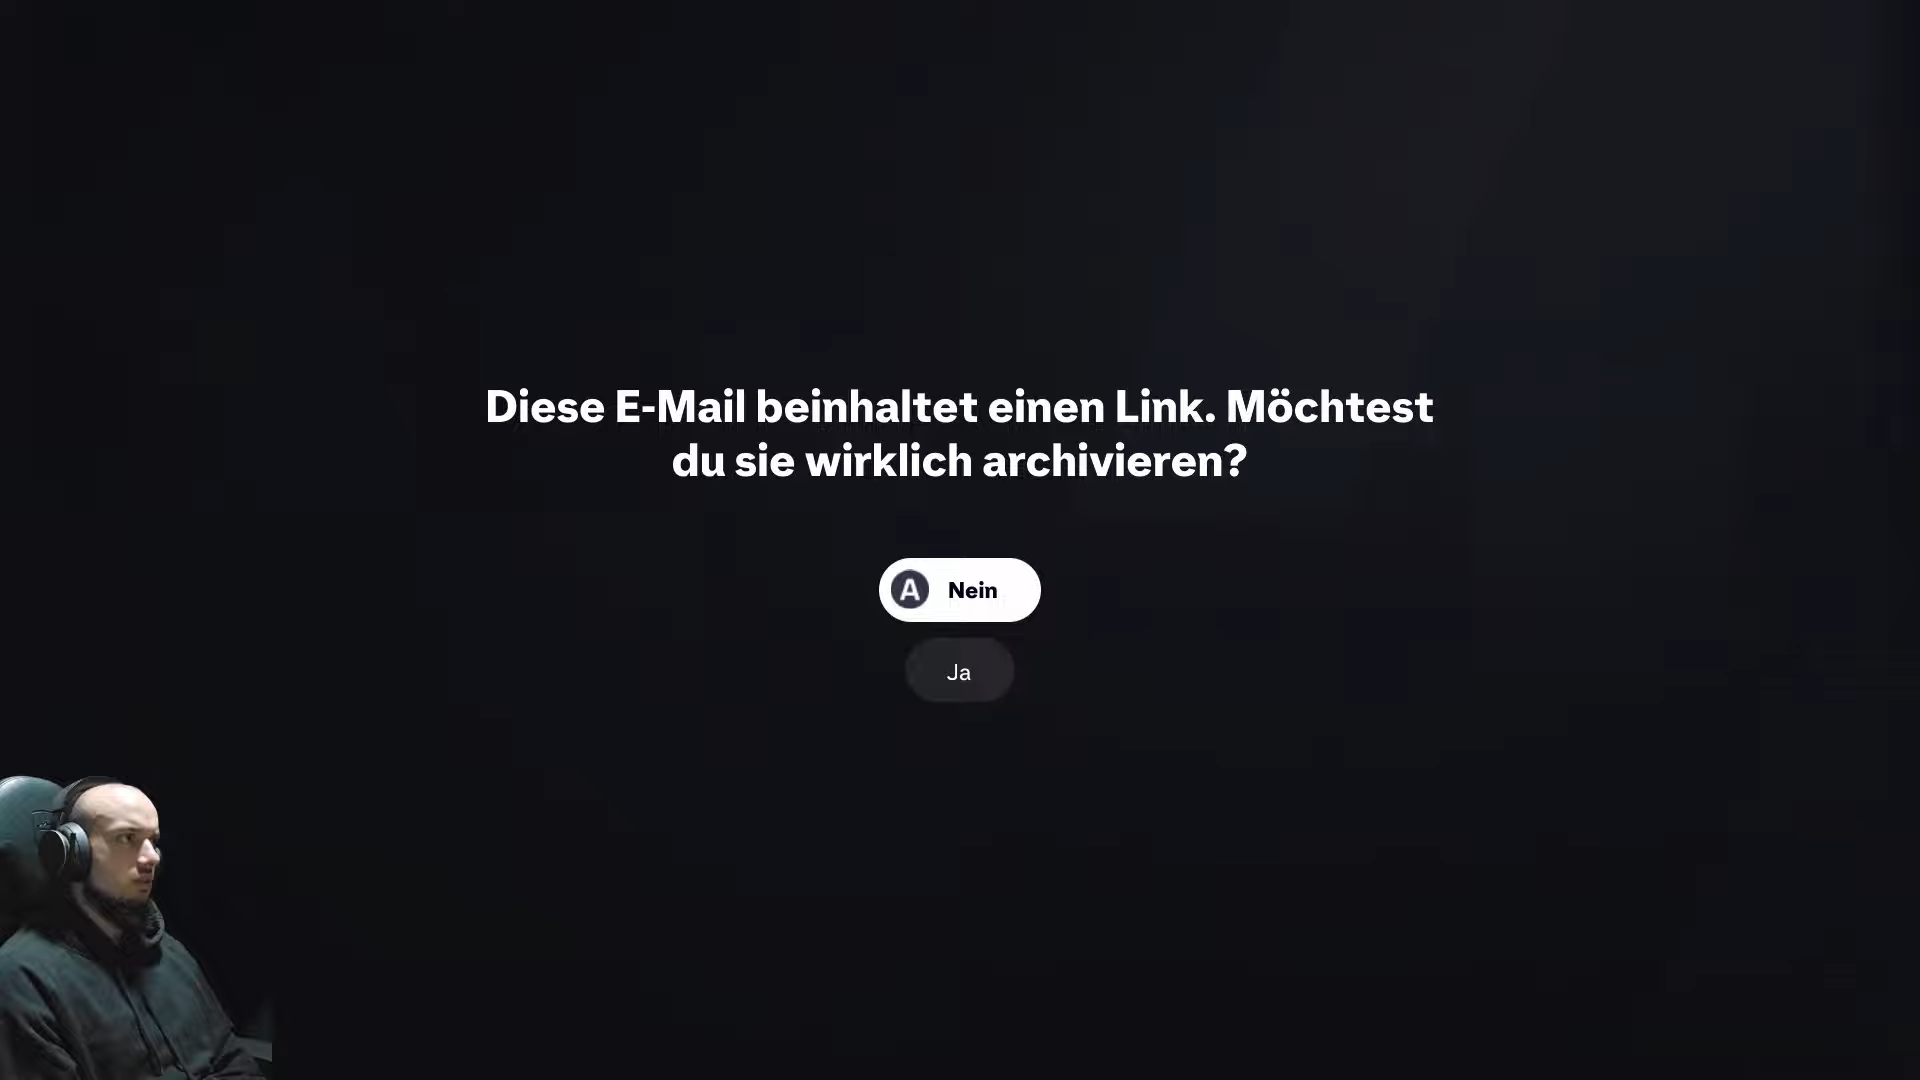 Diese E-Mail beinhaltet einen Link. Möchtest
du sie wirklich archivieren?
A Nein
Ja